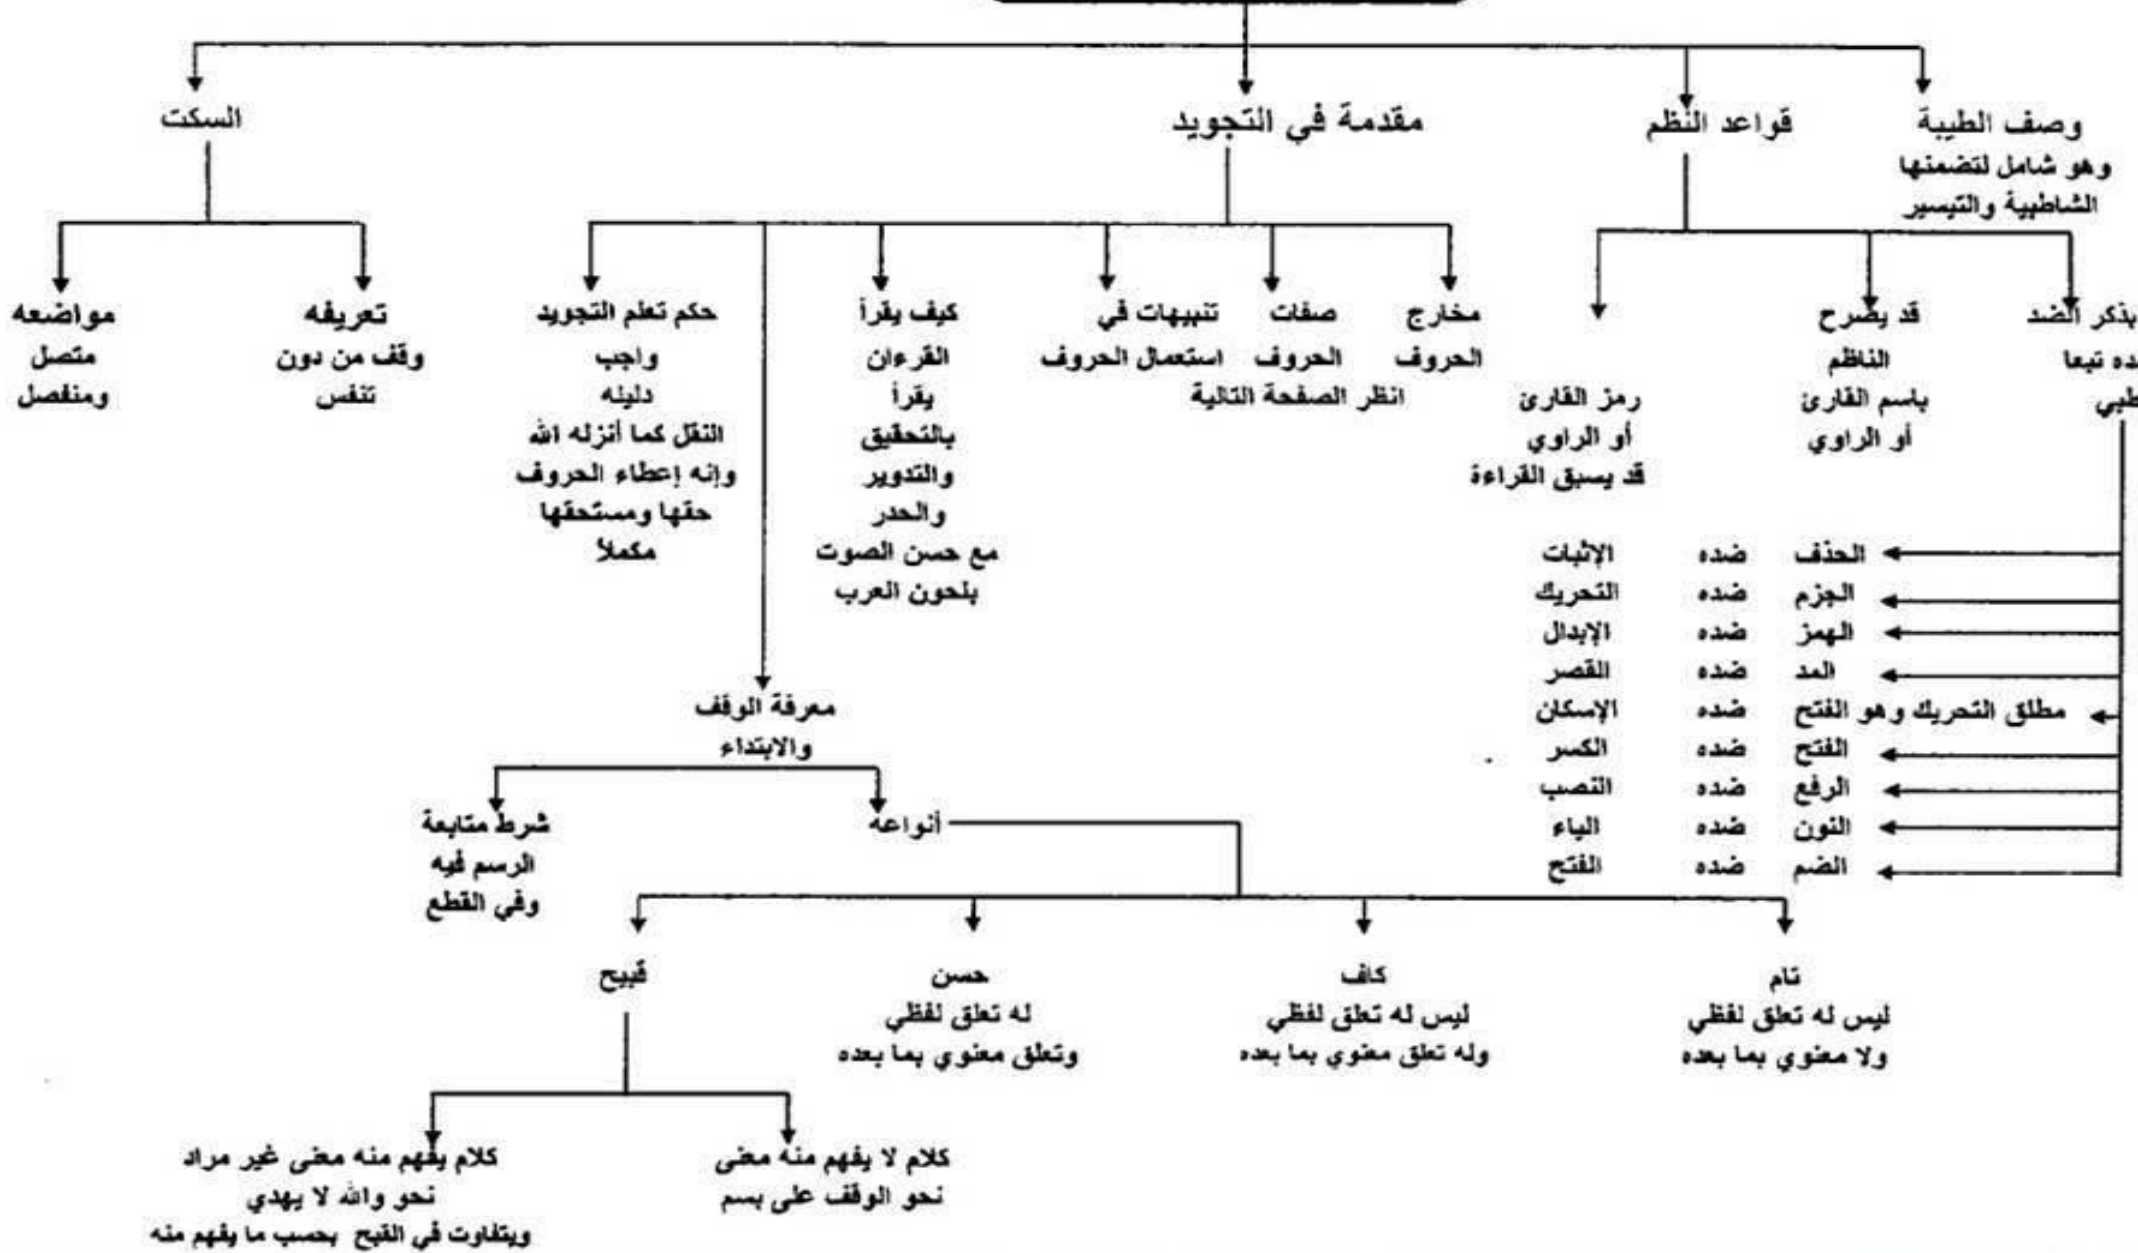 وصف الطيبة
وهو شامل لتضمنها
الشاطبية والتيسير
قواعد النظم
مقدمة في التجويد
السكت
بذكر الضد
تبعا
قد يصرح
الناظم
باسم القارئ
أو الراوي
رمز القارئ
أو الراوي
قد يسبق القراءة
الحذف ضده الإثبات
الجزم ضده التحريك
الهمز ضده الإبدال
المد ضده القصر
مطلق التحريك وهو الفتح ضده الإسكان
الفتح ضده الكسر
الرفع ضده النصب
النون ضده الياء
الضم ضده الفتح
مخارج
الحروف
صفات
الحروف
تنبيهات في
استعمال الحروف
انظر الصفحة التالية
كيف يقرأ
القرءان
يقرأ
بالتحقيق
والتدوير
والحدر
مع حسن الصوت
بلحون العرب
حكم تعلم التجويد
واجب
دليله
النقل كما أنزله الله
وإنه إعطاء الحروف
حقها ومستحقها
مكملاً
تعريفه
وقف من دون
تنفس
مواضعه
متصل
ومنفصل
معرفة الوقف
والابتداء
أنواعه
شرط متابعة
الرسم فيه
وفي القطع
تام
ليس له تعلق لفظي
ولا معنوي بما بعده
كاف
ليس له تعلق لفظي
وله تعلق معنوي بما بعده
حسن
له تعلق لفظي
وتعلق معنوي بما بعده
قبيح
كلام لا يفهم منه معنى
نحو الوقف على بسم
كلام يفهم منه معنى غير مراد
نحو والله لا يهدي
ويتفاوت في القبح بحسب ما يفهم منه